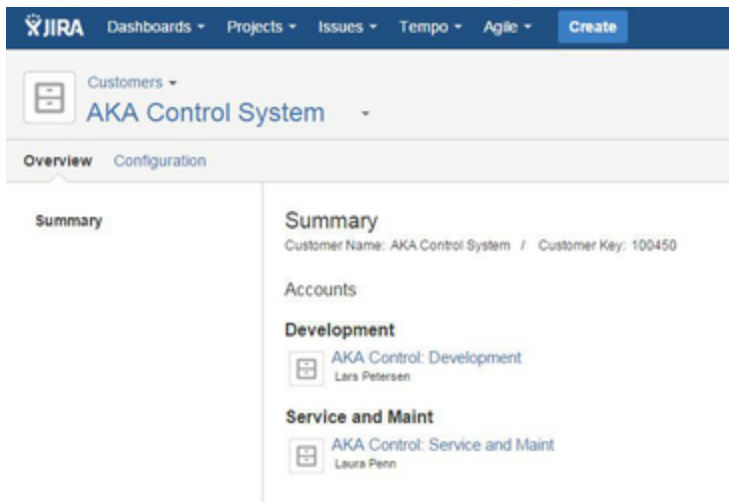 JIRA Dashboards Projects Issues Tempo Agile Create
Customers
AKA Control System
Overview Configuration
Summary
Summary
Customer Name: AKA Control System / Customer Key: 100450
Accounts
Development
AKA Control: Development
Lars Petersen
Service and Maint
AKA Control: Service and Maint
Laura Penn